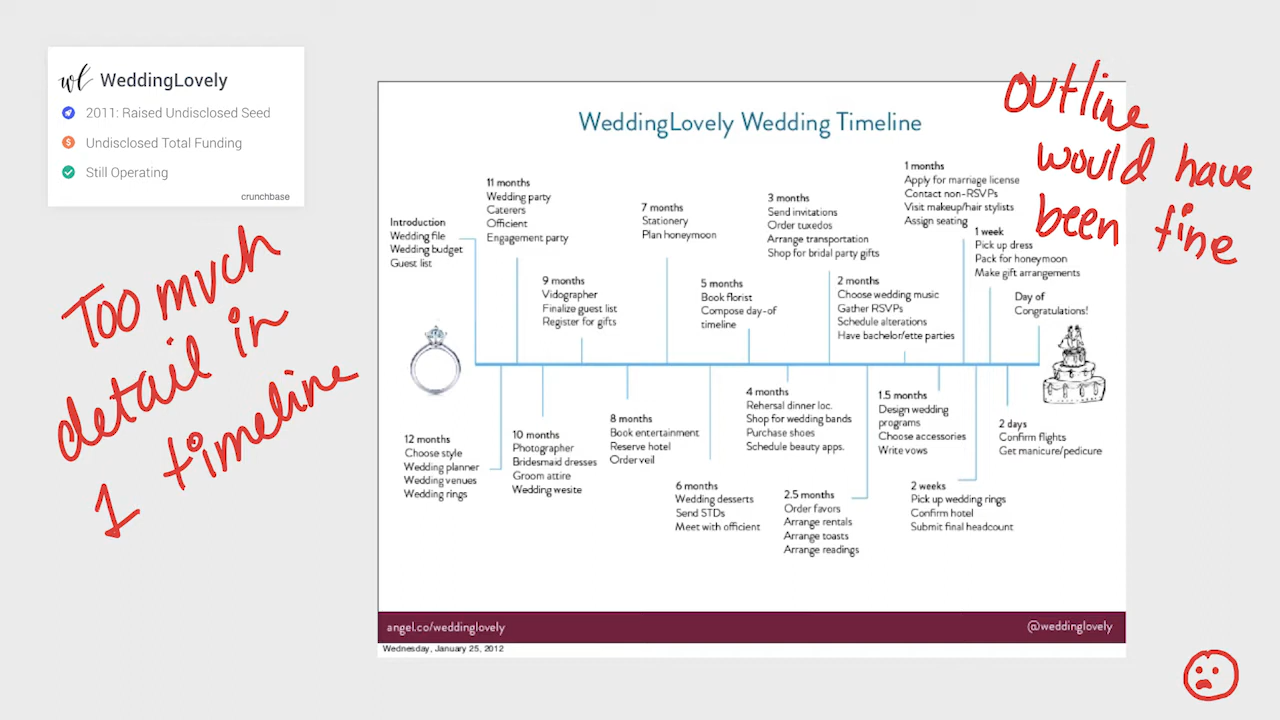 wl WeddingLovely
2011: Raised Undisclosed Seed
$ Undisclosed Total Funding
Still Operating
crunchbase
Too much
detail in
1 timeline
outline
would have
been fine
WeddingLovely Wedding Timeline
Introduction
Wedding file
Wedding budget
Guest list
11 months
Wedding party
Caterers
Officient
Engagement party
9 months
Vidographer
Finalize guest list
Register for gifts
7 months
Stationery
Plan honeymoon
5 months
Book florist
Compose day-of
timeline
3 months
Send invitations
Order tuxedos
Arrange transportation
Shop for bridal party gifts
2 months
Choose wedding music
Gather RSVPs
Schedule alterations
Have bachelor/ette parties
1 months
Apply for marriage license
Contact non-RSVPs
Visit makeup/hair stylists
Assign seating
1 week
Pick up dress
Pack for honeymoon
Make gift arrangements
Day of
Congratulations!
12 months
Choose style
Wedding planner
Wedding venues
Wedding rings
10 months
Photographer
Bridesmaid dresses
Groom attire
Wedding wesite
8 months
Book entertainment
Reserve hotel
Order veil
6 months
Wedding desserts
Send STDs
Meet with officient
4 months
Rehersal dinner loc.
Shop for wedding bands
Purchase shoes
Schedule beauty apps.
2.5 months
Order favors
Arrange rentals
Arrange toasts
Arrange readings
1.5 months
Design wedding
programs
Choose accessories
Write vows
2 weeks
Pick up wedding rings
Confirm hotel
Submit final headcount
2 days
Confirm flights
Get manicure/pedicure
angel.co/weddinglovely
@weddinglovely
Wednesday, January 25, 2012